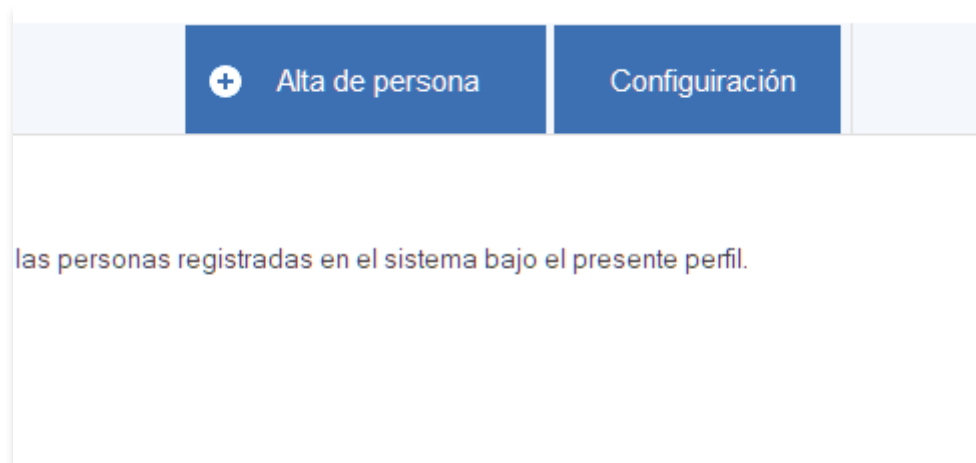 Alta de persona Configuiración
las personas registradas en el sistema bajo el presente perfil.